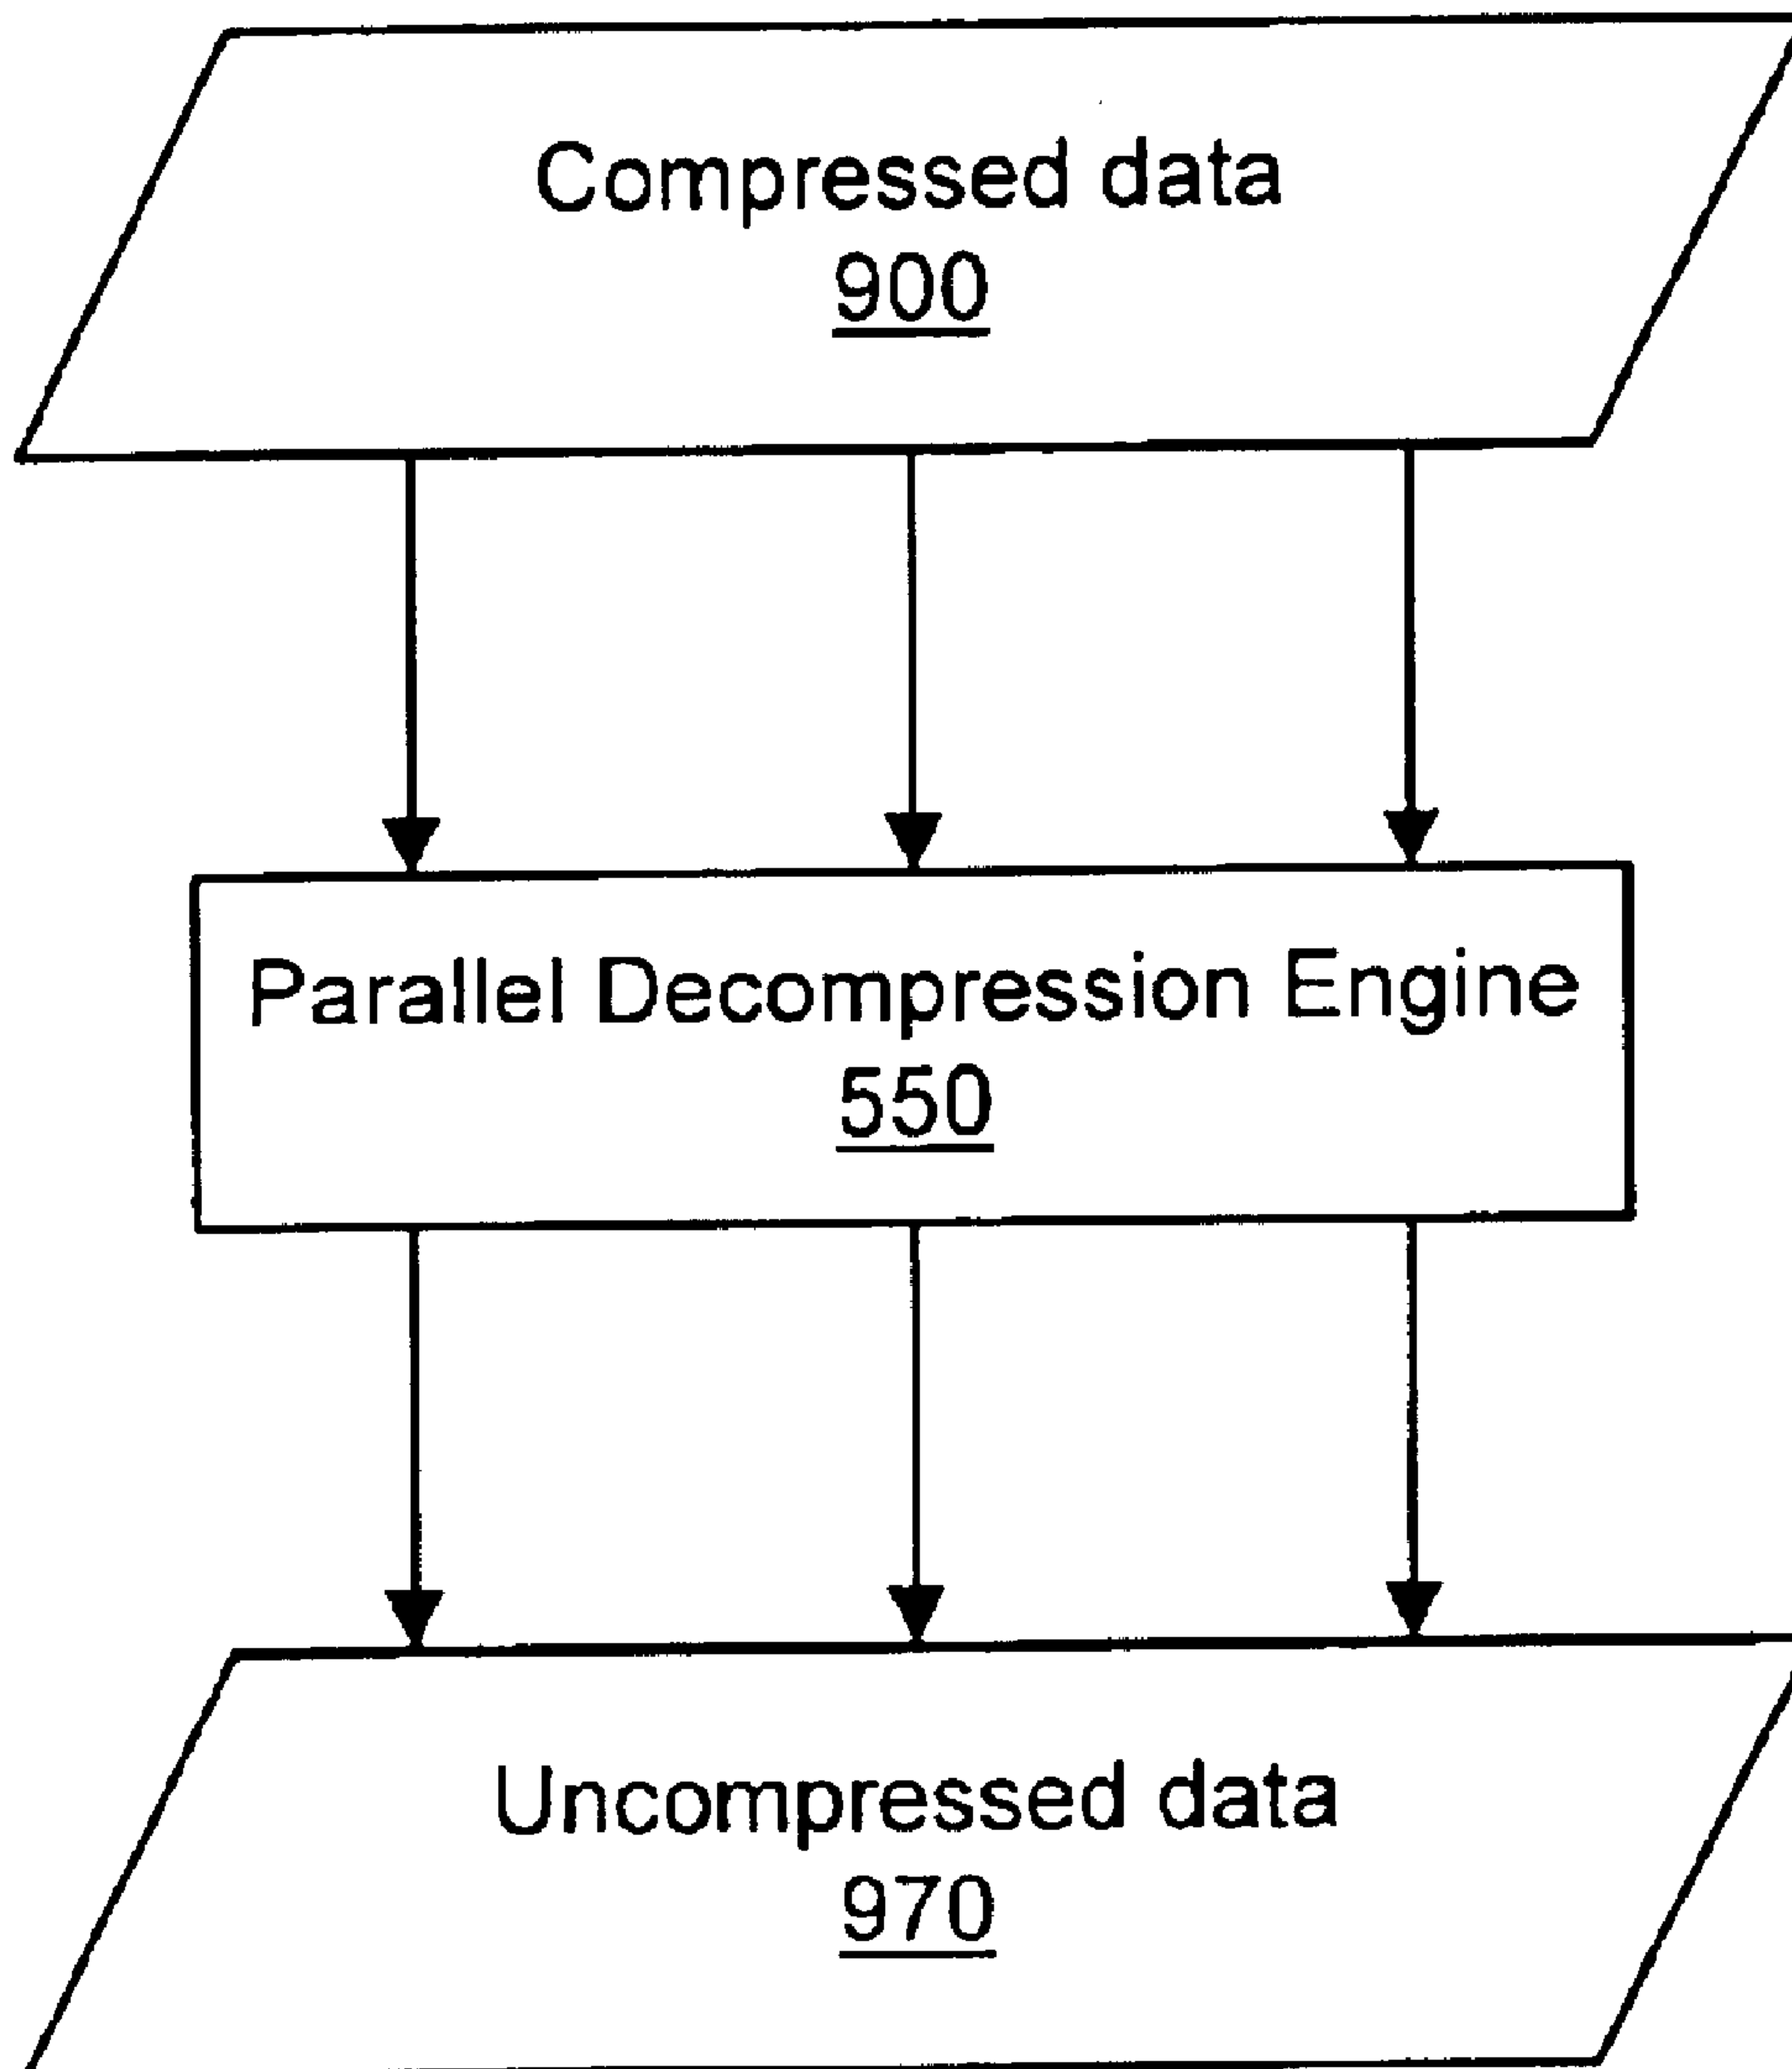 Compressed data
900
Parallel Decompression Engine
550
Uncompressed data
970